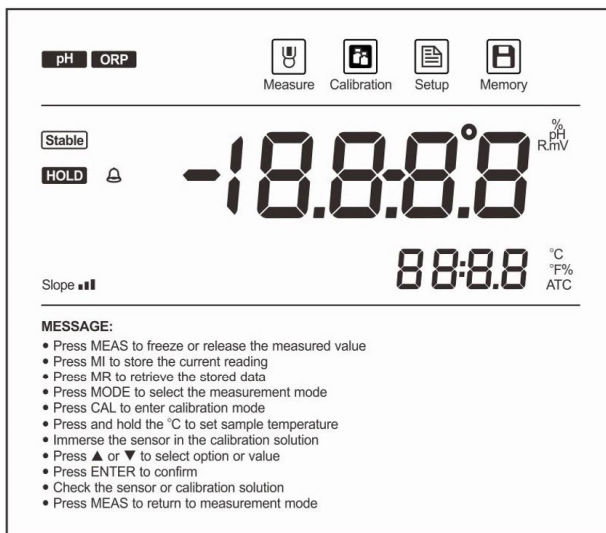 pH ORP
Measure Calibration Setup Memory
Stable
%
pH
-188.8°8 R.mV
HOLD
88:8.8 °C
°F%
Slope ATC
MESSAGE:
• Press MEAS to freeze or release the measured value
• Press MI to store the current reading
• Press MR to retrieve the stored data
• Press MODE to select the measurement mode
• Press CAL to enter calibration mode
• Press and hold the °C to set sample temperature
• Immerse the sensor in the calibration solution
• Press ▲ or ▼ to select option or value
• Press ENTER to confirm
• Check the sensor or calibration solution
• Press MEAS to return to measurement mode